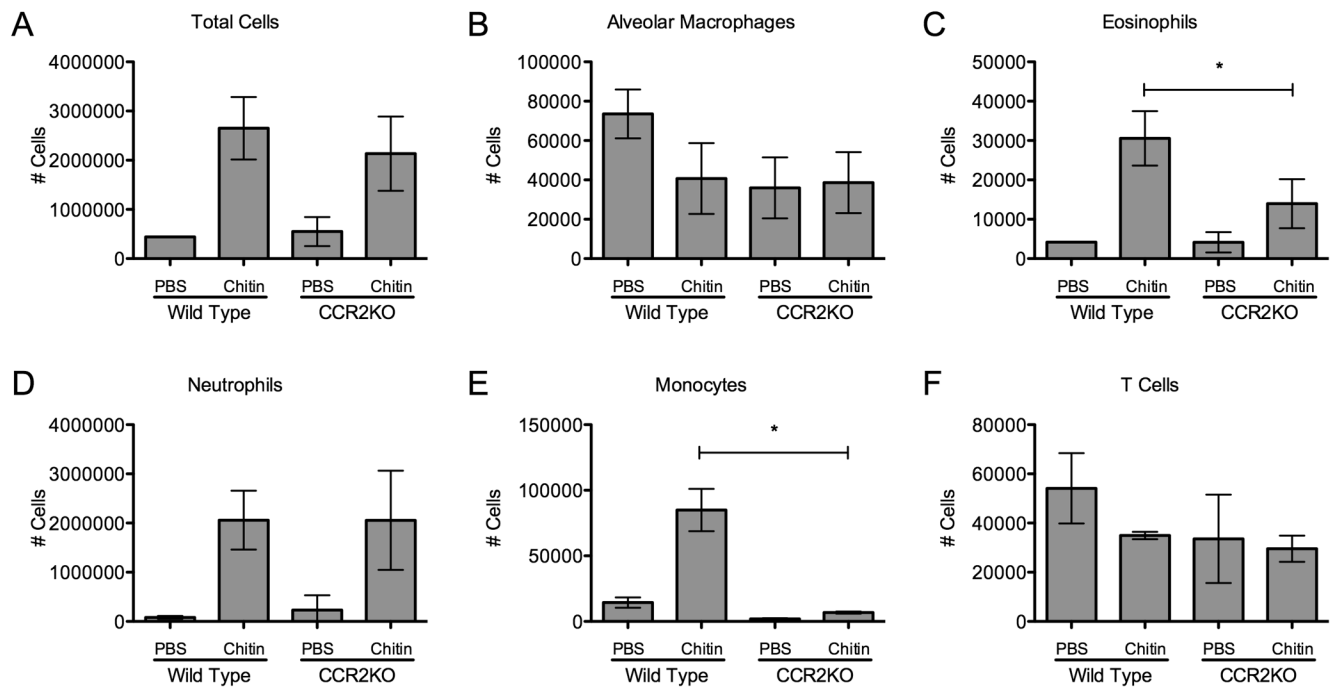 A
Total Cells
# Cells
4000000
3000000
2000000
1000000
0
PBS Chitin PBS Chitin
Wild Type CCR2KO
B
Alveolar Macrophages
# Cells
100000
80000
60000
40000
20000
0
PBS Chitin PBS Chitin
Wild Type CCR2KO
C
Eosinophils
# Cells
50000
40000
30000
20000
10000
0
*
PBS Chitin PBS Chitin
Wild Type CCR2KO
D
Neutrophils
# Cells
4000000
3000000
2000000
1000000
0
PBS Chitin PBS Chitin
Wild Type CCR2KO
E
Monocytes
# Cells
150000
100000
50000
0
*
PBS Chitin PBS Chitin
Wild Type CCR2KO
F
T Cells
# Cells
80000
60000
40000
20000
0
PBS Chitin PBS Chitin
Wild Type CCR2KO